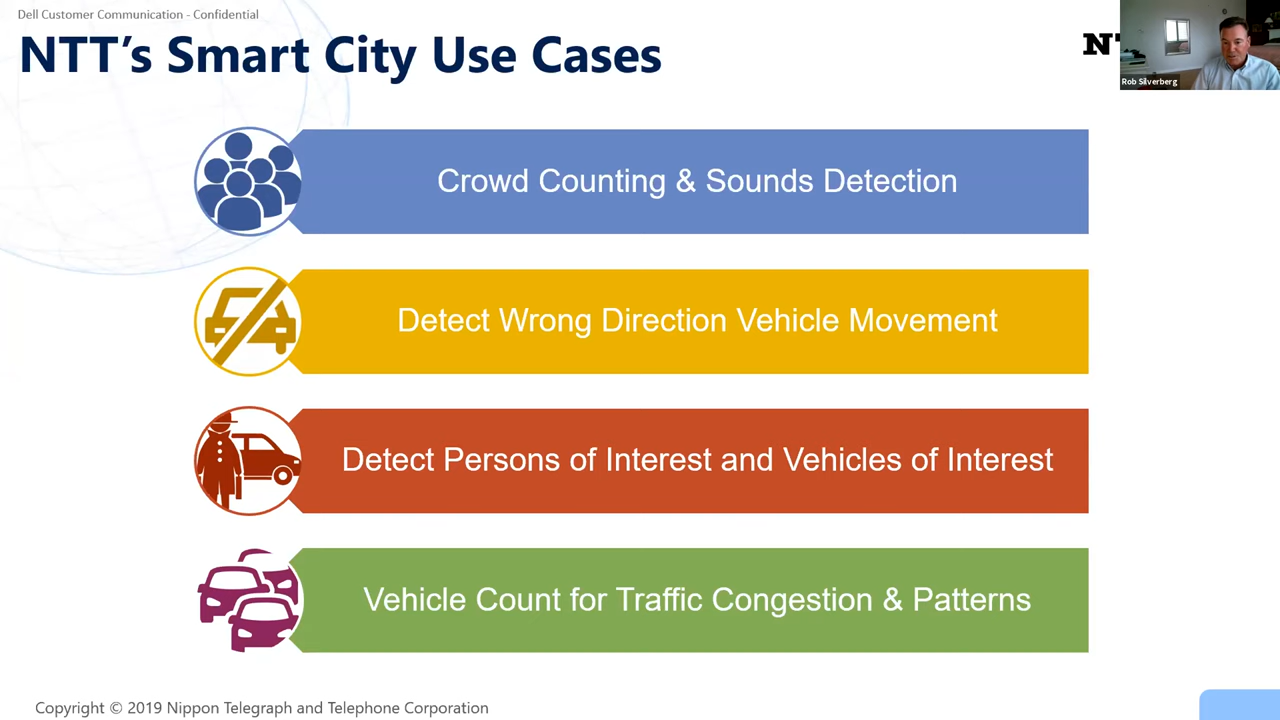 Dell Customer Communication - Confidential
NTT’s Smart City Use Cases
Rob Silverberg
Crowd Counting & Sounds Detection
Detect Wrong Direction Vehicle Movement
Detect Persons of Interest and Vehicles of Interest
Vehicle Count for Traffic Congestion & Patterns
Copyright © 2019 Nippon Telegraph and Telephone Corporation